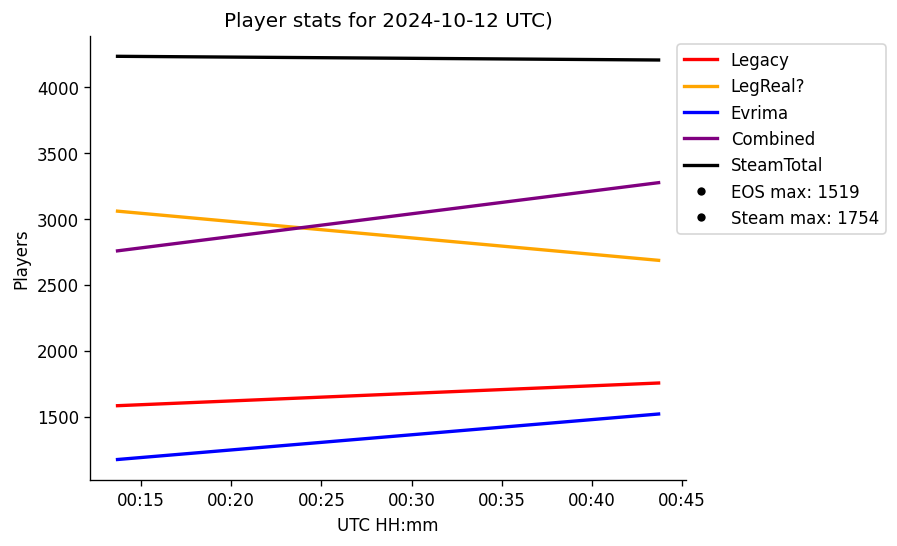 Player stats for 2024-10-12 UTC)
Legacy
LegReal?
Evrima
Combined
SteamTotal
EOS max: 1519
Steam max: 1754
Players
4000
3500
3000
2500
2000
1500
00:15 00:20 00:25 00:30 00:35 00:40 00:45
UTC HH:mm